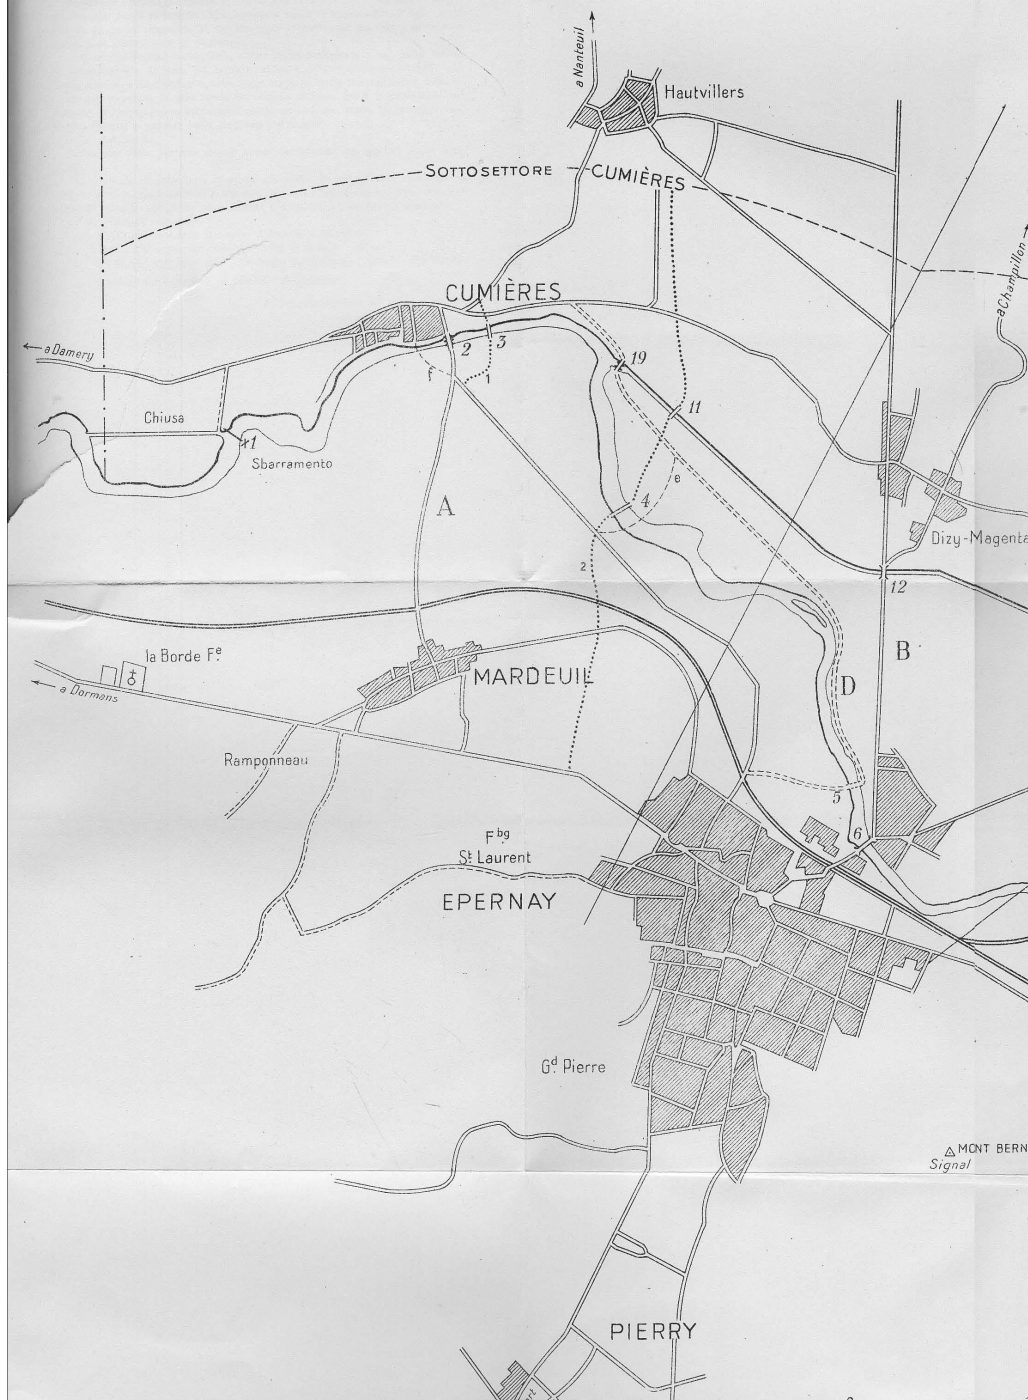 a Nanteuil
Hautvillers
SOTTOSETTORE CUMIÈRES
a Champillon
CUMIÈRES
a Damery
2
3
19
f
1
11
Chiusa
1
Sbarramento
e
A
4
Dizy-Magenta
2
12
la Borde Fe
B
MARDEUIL
a Dormans
D
Ramponneau
5
Fbg
St Laurent
6
EPERNAY
Gd Pierre
MONT BERN
Signal
PIERRY